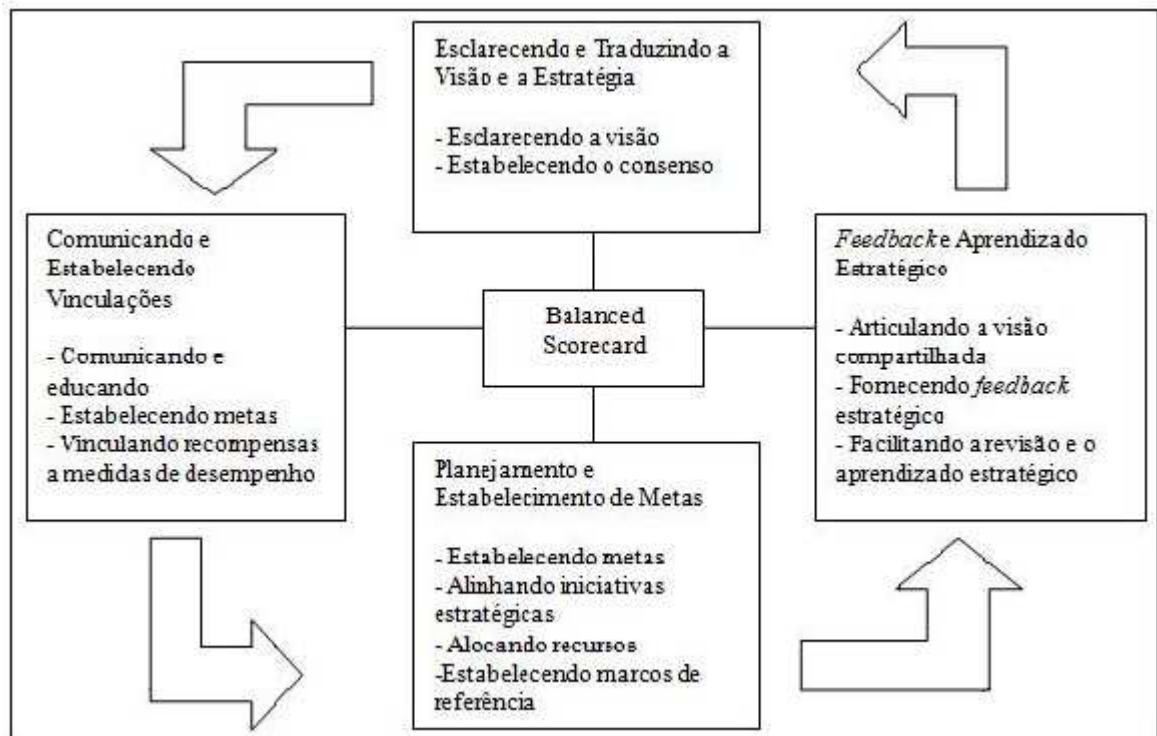 Esclarecendo e Traduzindo a
Visão e a Estratégia
- Esclarecendo a visão
- Estabelecendo o consenso
Comunicando e
Estabelecendo
Vinculações
- Comunicando e
educando
- Estabelecendo metas
- Vinculando recompensas
a medidas de desempenho
Balanced
Scorecard
Feedback e Aprendizado
Estratégico
- Articulando a visão
compartilhada
- Fornecendo feedback
estratégico
- Facilitando a revisão e o
aprendizado estratégico
Planejamento e
Estabelecimento de Metas
- Estabelecendo metas
- Alinhando iniciativas
estratégicas
- Alocando recursos
-Estabelecendo marcos de
referência